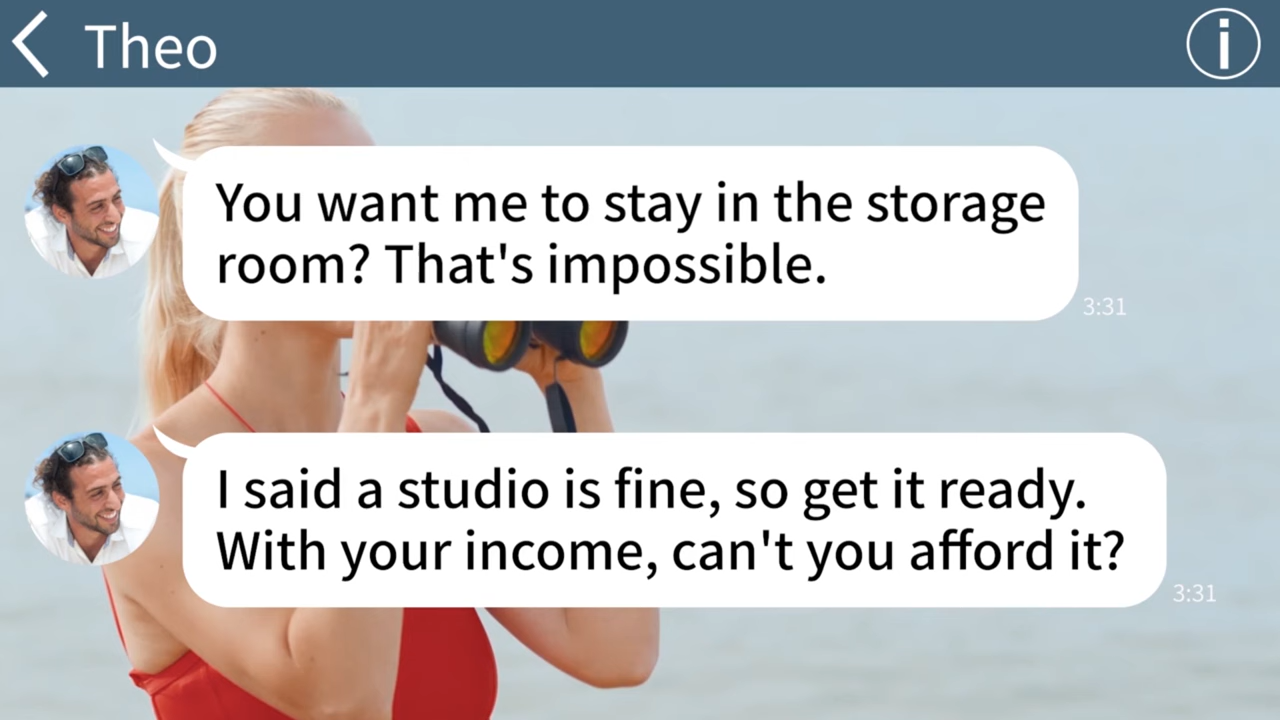 Theo
You want me to stay in the storage
room? That's impossible.
3:31
I said a studio is fine, so get it ready.
With your income, can't you afford it?
3:31